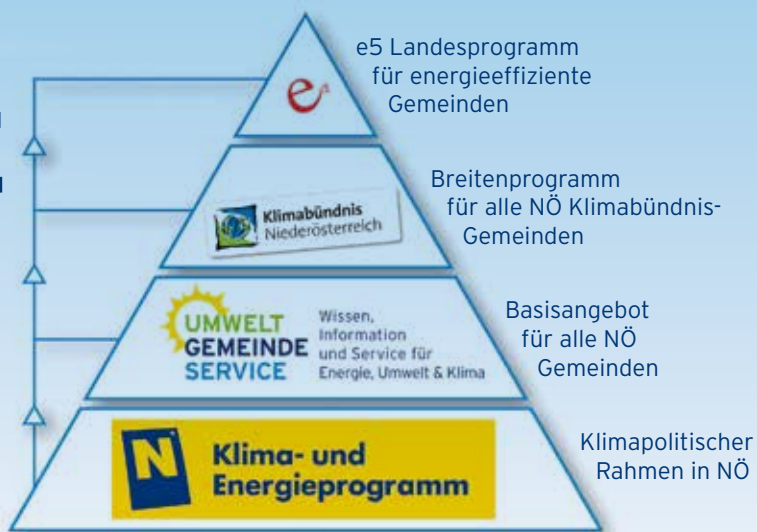 e5 Landesprogramm
für energieeffiziente
Gemeinden
e5
Breitenprogramm
für alle NÖ Klimabündnis-
Gemeinden
Klimabündnis
Niederösterreich
Basisangebot
für alle NÖ
Gemeinden
UMWELT
GEMEINDE
SERVICE
Wissen,
Information
und Service für
Energie, Umwelt & Klima
Klimapolitischer
Rahmen in NÖ
N
Klima- und
Energieprogramm